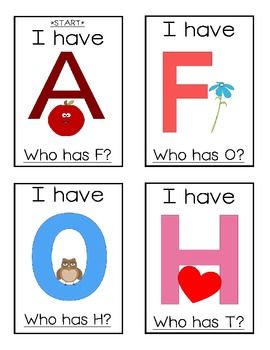 *START*
I have
A
Who has F?
I have
F
Who has O?
I have
O
Who has H?
I have
H
Who has T?